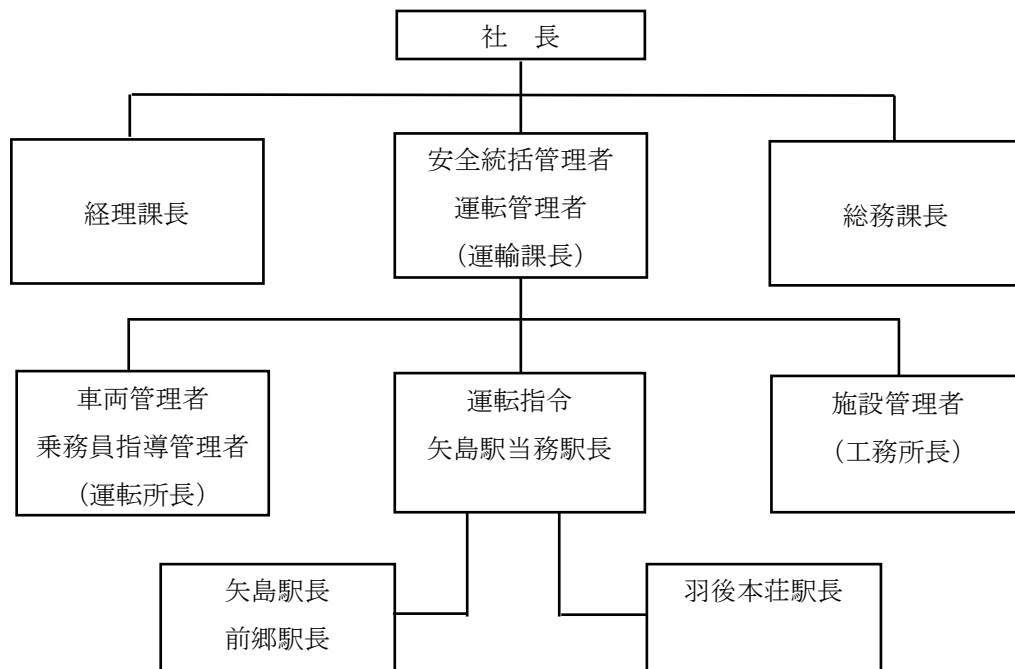 社　長
経理課長
安全統括管理者
運転管理者
（運輸課長）
総務課長
車両管理者
乗務員指導管理者
（運転所長）
運転指令
矢島駅当務駅長
施設管理者
（工務所長）
矢島駅長
前郷駅長
羽後本荘駅長